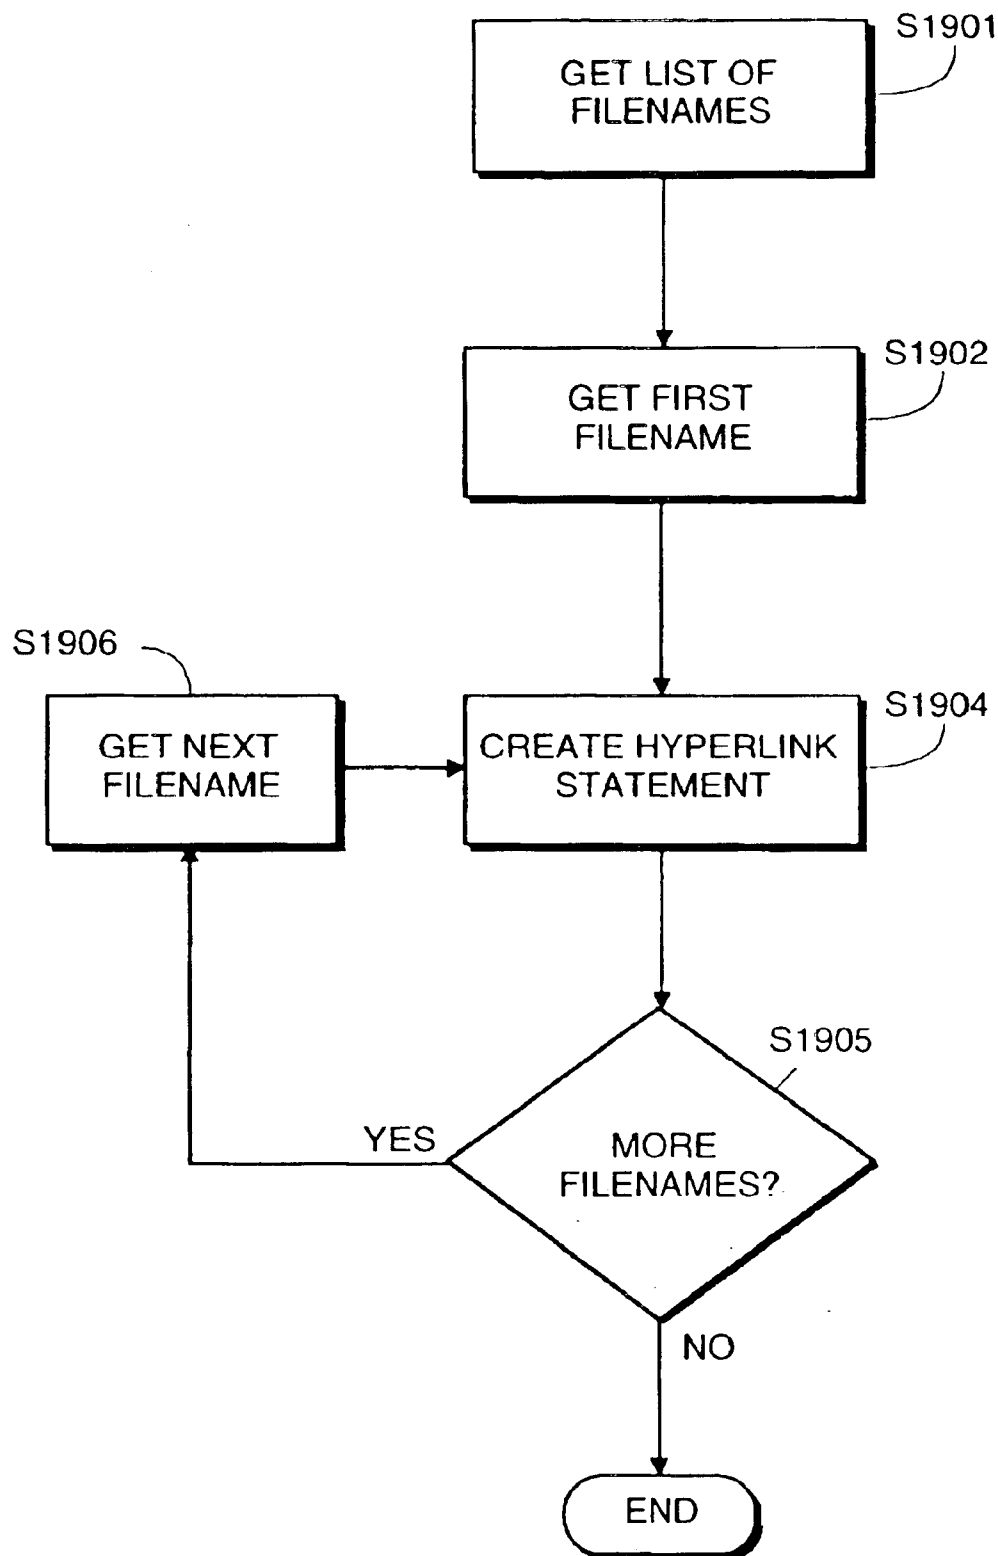 S1901
GET LIST OF
FILENAMES
S1902
GET FIRST
FILENAME
S1906
GET NEXT
FILENAME
S1904
CREATE HYPERLINK
STATEMENT
S1905
YES
MORE
FILENAMES?
NO
END